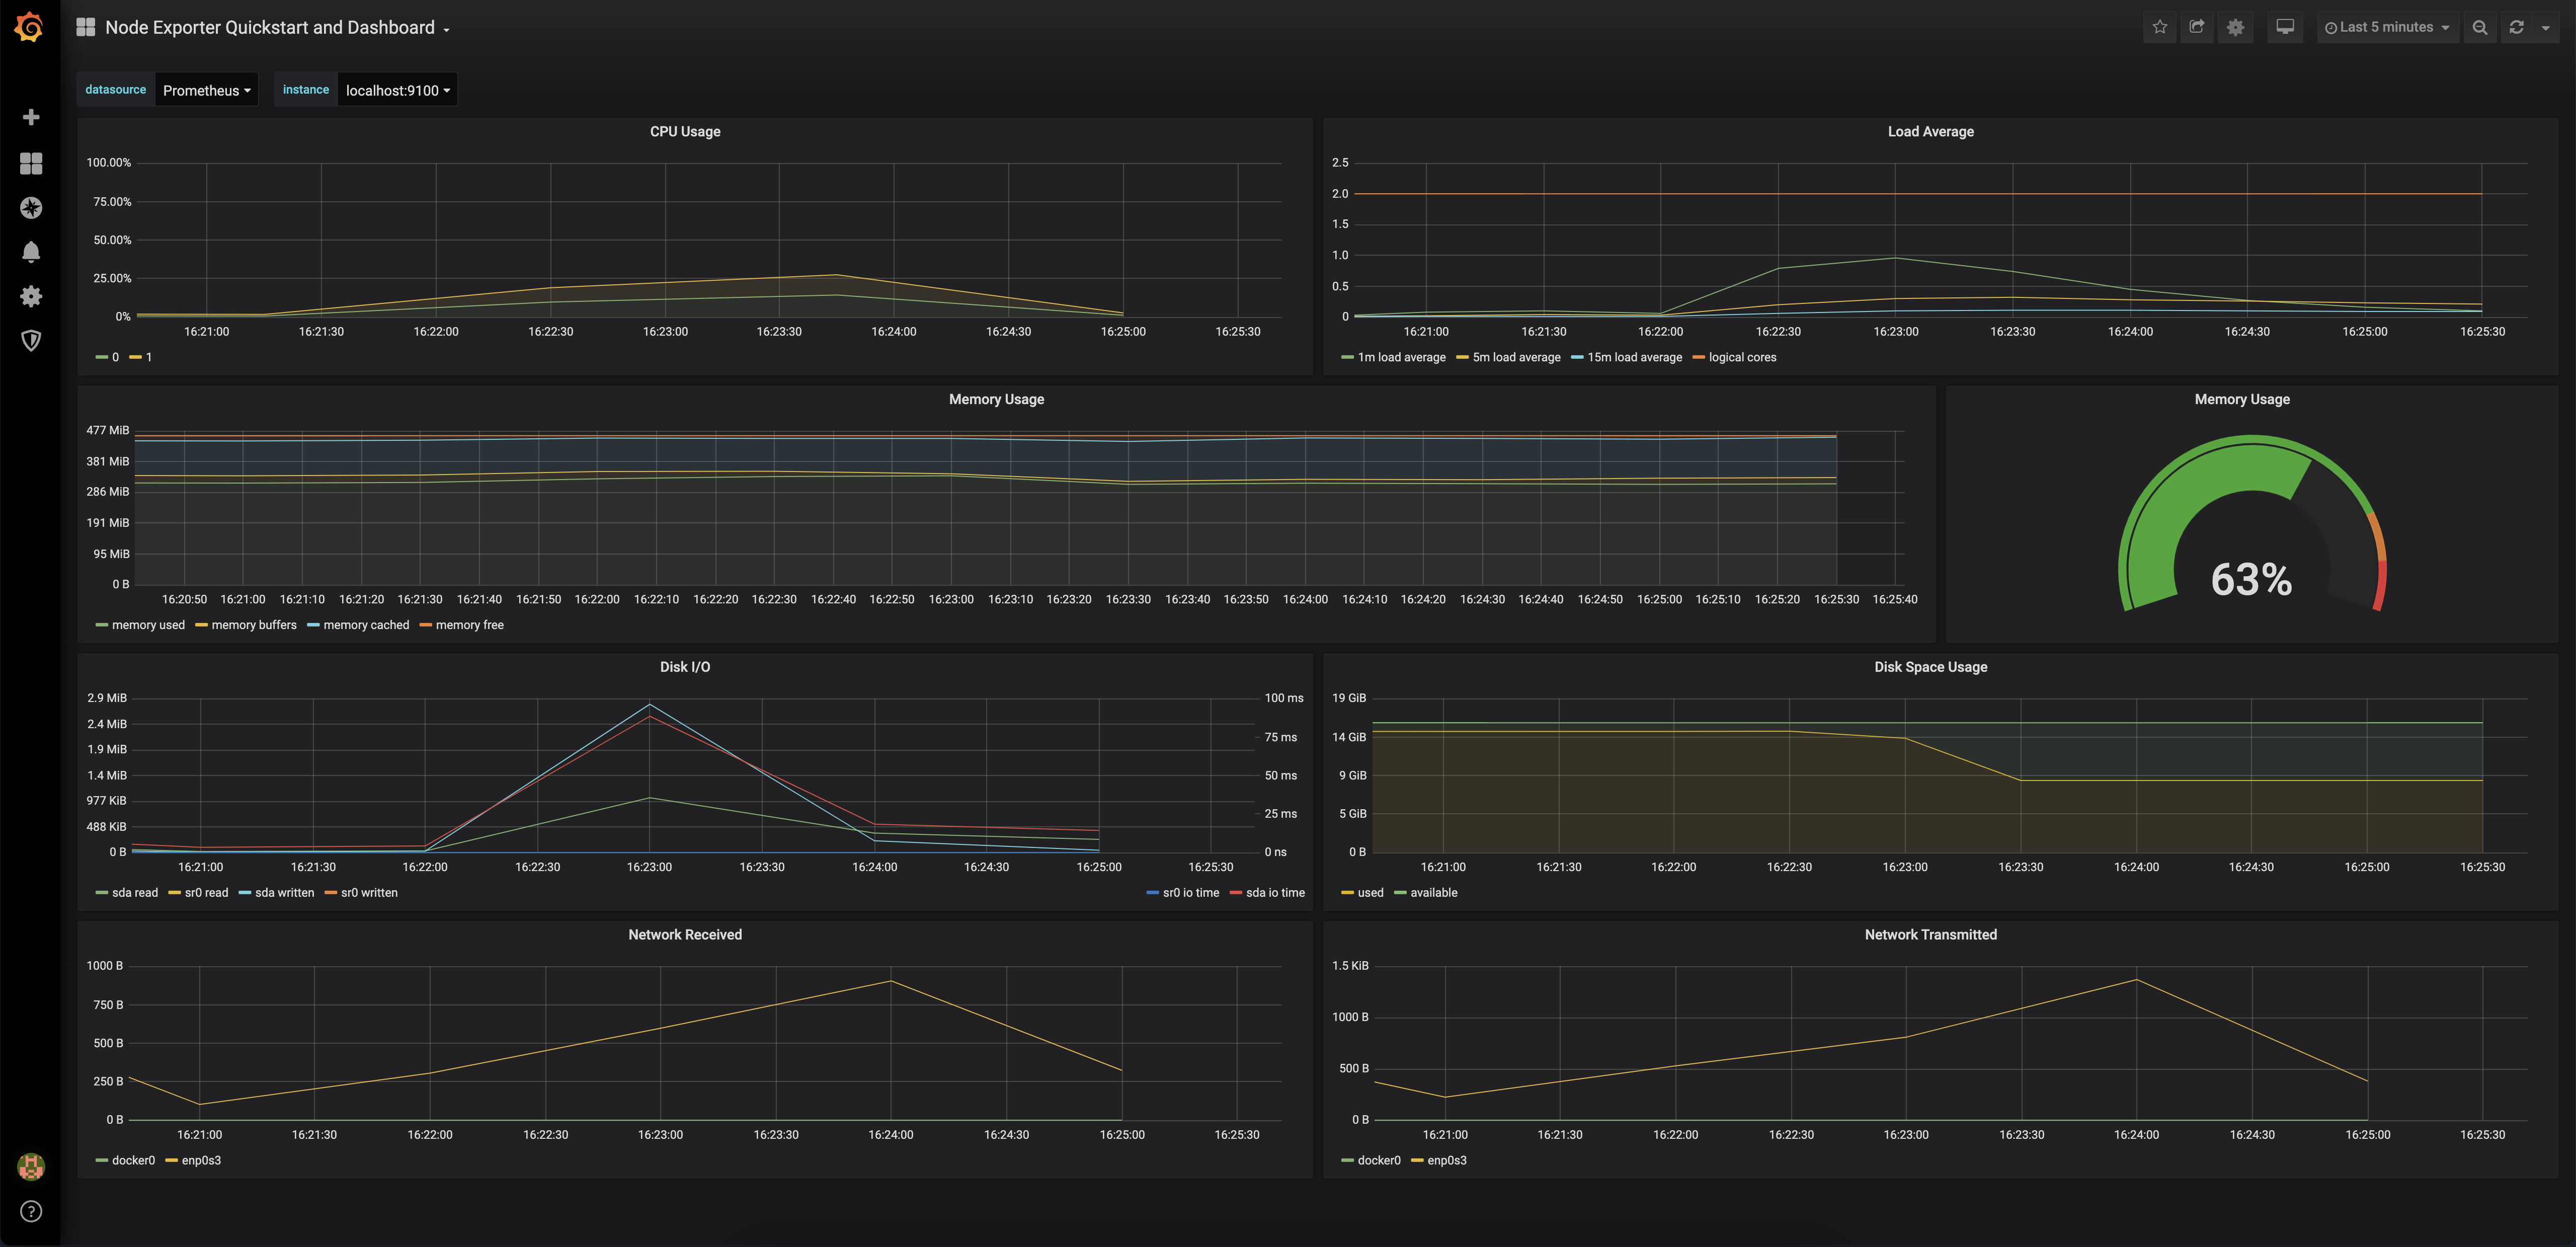 Node Exporter Quickstart and Dashboard
Last 5 minutes
datasource Prometheus instance localhost:9100
CPU Usage
100.00%
75.00%
50.00%
25.00%
0%
16:21:00 16:21:30 16:22:00 16:22:30 16:23:00 16:23:30 16:24:00 16:24:30 16:25:00 16:25:30
0 1
Load Average
2.5
2.0
1.5
1.0
0.5
0
16:21:00 16:21:30 16:22:00 16:22:30 16:23:00 16:23:30 16:24:00 16:24:30 16:25:00 16:25:30
1m load average 5m load average 15m load average logical cores
Memory Usage
477 MiB
381 MiB
286 MiB
191 MiB
95 MiB
0 B
16:20:50 16:21:00 16:21:10 16:21:20 16:21:30 16:21:40 16:21:50 16:22:00 16:22:10 16:22:20 16:22:30 16:22:40 16:22:50 16:23:00 16:23:10 16:23:20 16:23:30 16:23:40 16:23:50 16:24:00 16:24:10 16:24:20 16:24:30 16:24:40 16:24:50 16:25:00 16:25:10 16:25:20 16:25:30 16:25:40
memory used memory buffers memory cached memory free
Memory Usage
63%
Disk I/O
2.9 MiB
2.4 MiB
1.9 MiB
1.4 MiB
977 KiB
488 KiB
0 B
100 ms
75 ms
50 ms
25 ms
0 ns
16:21:00 16:21:30 16:22:00 16:22:30 16:23:00 16:23:30 16:24:00 16:24:30 16:25:00 16:25:30
sda read sr0 read sda written sr0 written sr0 io time sda io time
Disk Space Usage
19 GiB
14 GiB
9 GiB
5 GiB
0 B
16:21:00 16:21:30 16:22:00 16:22:30 16:23:00 16:23:30 16:24:00 16:24:30 16:25:00 16:25:30
used available
Network Received
1000 B
750 B
500 B
250 B
0 B
16:21:00 16:21:30 16:22:00 16:22:30 16:23:00 16:23:30 16:24:00 16:24:30 16:25:00 16:25:30
docker0 enp0s3
Network Transmitted
1.5 KiB
1000 B
500 B
0 B
16:21:00 16:21:30 16:22:00 16:22:30 16:23:00 16:23:30 16:24:00 16:24:30 16:25:00 16:25:30
docker0 enp0s3